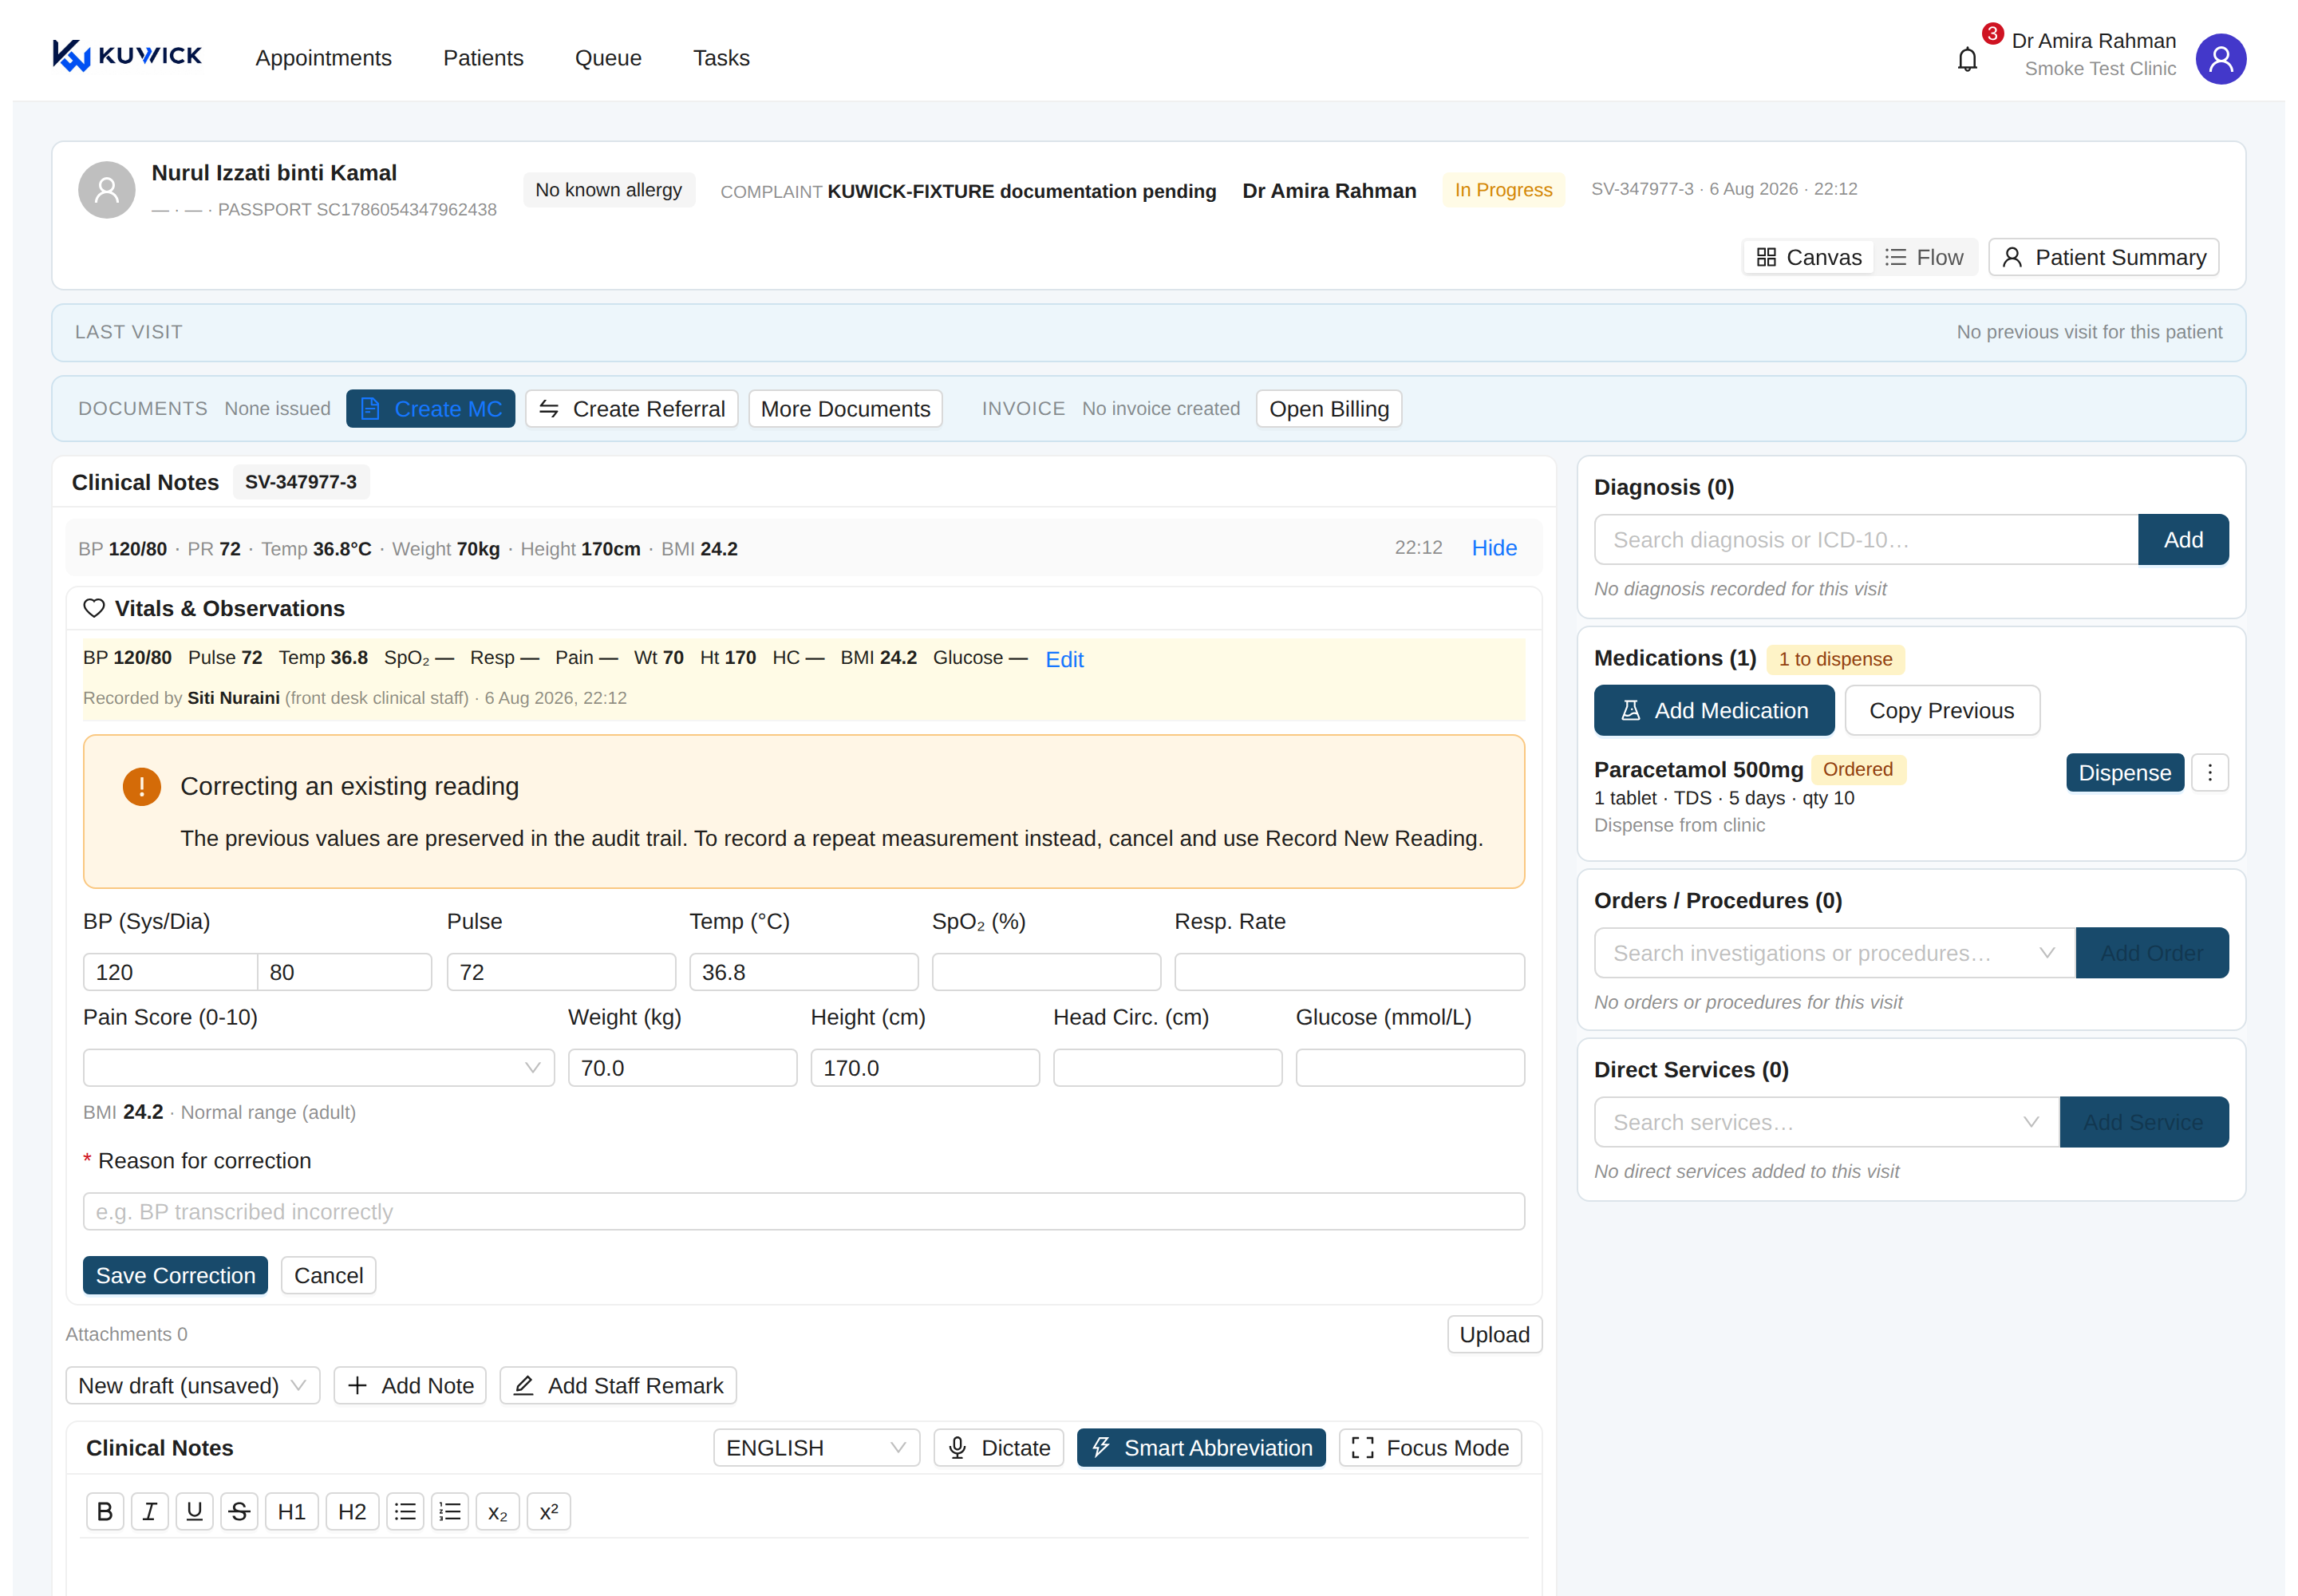 KUWICK
Appointments Patients Queue Tasks
3
Dr Amira Rahman
Smoke Test Clinic
Nurul Izzati binti Kamal
— · — · PASSPORT SC1786054347962438
No known allergy
COMPLAINT KUWICK-FIXTURE documentation pending
Dr Amira Rahman
In Progress
SV-347977-3 · 6 Aug 2026 · 22:12
Canvas
Flow
Patient Summary
LAST VISIT
No previous visit for this patient
DOCUMENTS None issued
Create MC
Create Referral
More Documents
INVOICE No invoice created
Open Billing
Clinical Notes
SV-347977-3
BP 120/80 · PR 72 · Temp 36.8°C · Weight 70kg · Height 170cm · BMI 24.2
22:12
Hide
Vitals & Observations
BP 120/80 Pulse 72 Temp 36.8 SpO₂ — Resp — Pain — Wt 70 Ht 170 HC — BMI 24.2 Glucose — Edit
Recorded by Siti Nuraini (front desk clinical staff) · 6 Aug 2026, 22:12
Correcting an existing reading
The previous values are preserved in the audit trail. To record a repeat measurement instead, cancel and use Record New Reading.
BP (Sys/Dia) Pulse Temp (°C) SpO₂ (%) Resp. Rate
120 80 72 36.8
Pain Score (0-10) Weight (kg) Height (cm) Head Circ. (cm) Glucose (mmol/L)
70.0 170.0
BMI 24.2 · Normal range (adult)
* Reason for correction
e.g. BP transcribed incorrectly
Save Correction
Cancel
Attachments 0
Upload
New draft (unsaved)
Add Note
Add Staff Remark
Clinical Notes
ENGLISH
Dictate
Smart Abbreviation
Focus Mode
B I U S H1 H2 x₂ x²
Diagnosis (0)
Search diagnosis or ICD-10…
Add
No diagnosis recorded for this visit
Medications (1)
1 to dispense
Add Medication
Copy Previous
Paracetamol 500mg
Ordered
Dispense
1 tablet · TDS · 5 days · qty 10
Dispense from clinic
Orders / Procedures (0)
Search investigations or procedures…
Add Order
No orders or procedures for this visit
Direct Services (0)
Search services…
Add Service
No direct services added to this visit